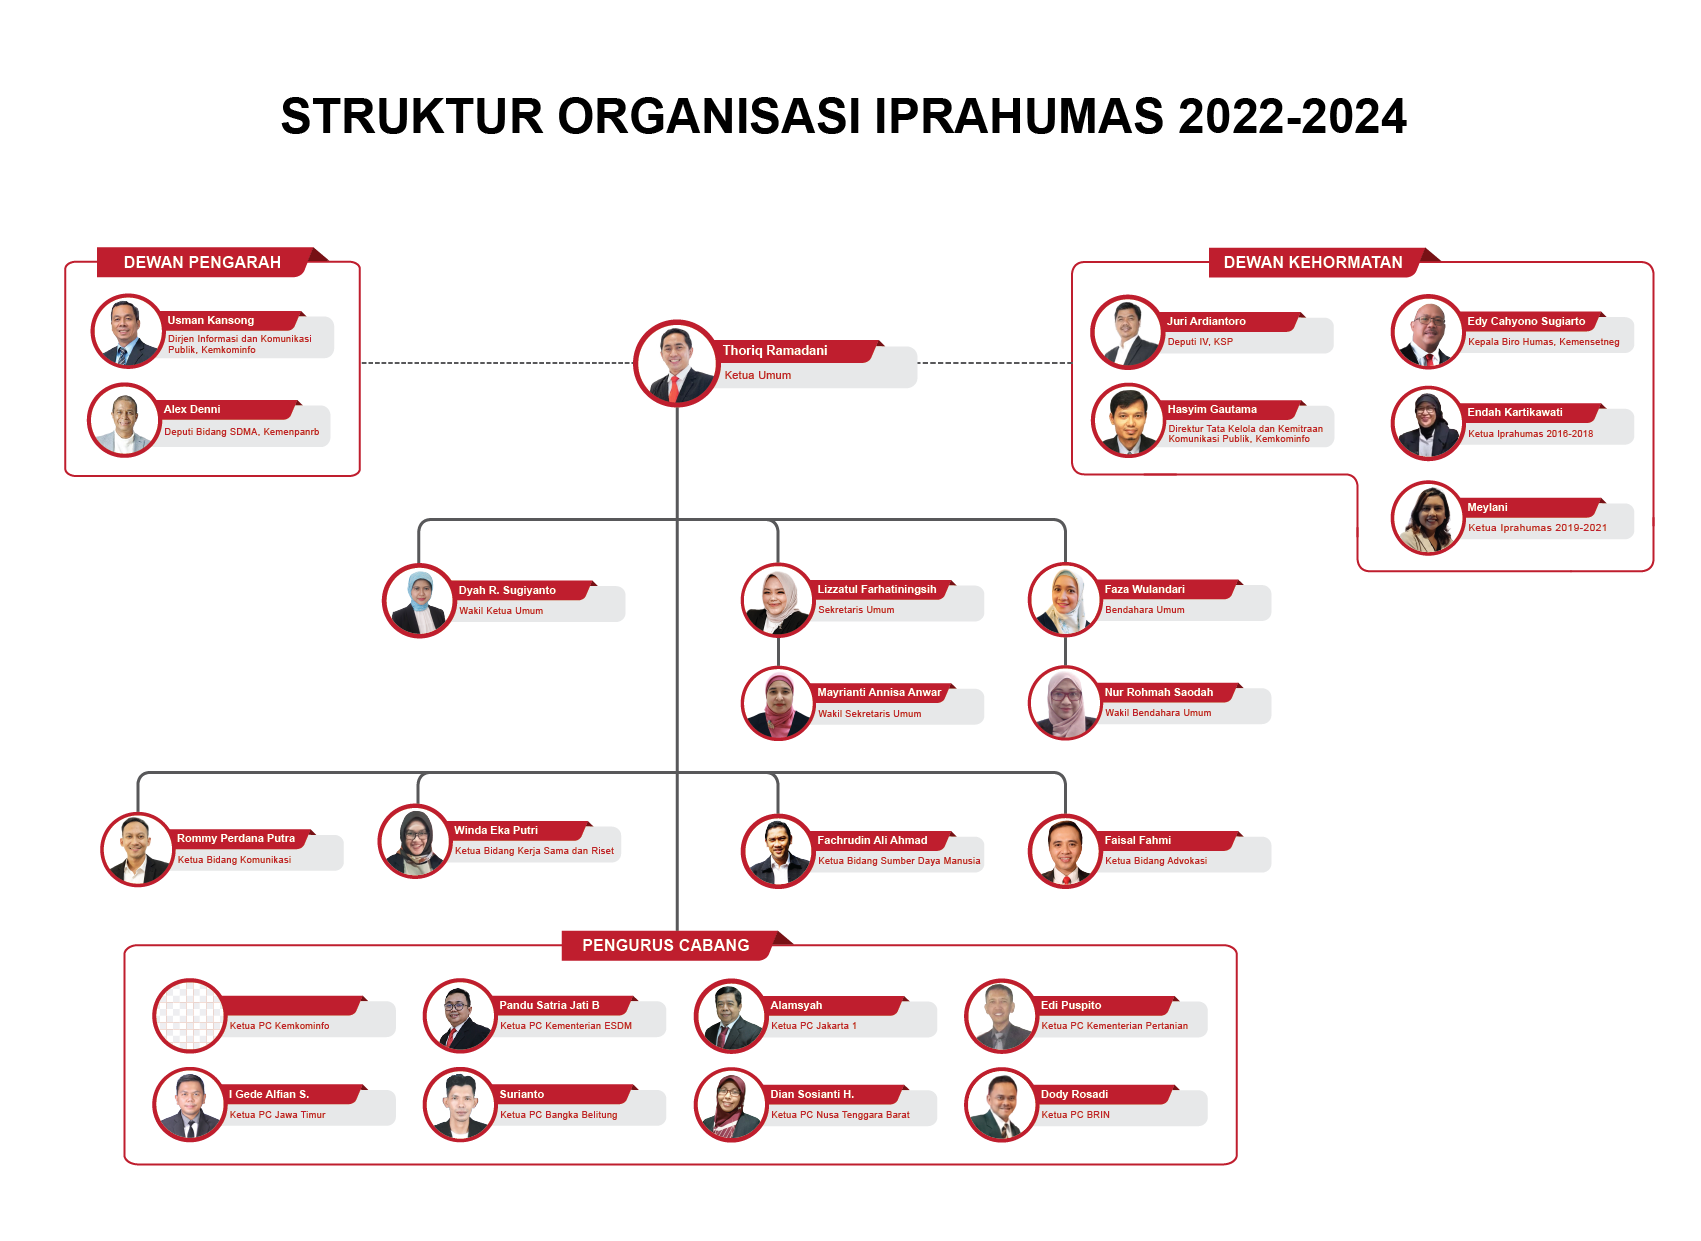 STRUKTUR ORGANISASI IPRAHUMAS 2022-2024
DEWAN PENGARAH
Usman Kansong
Dirjen Informasi dan Komunikasi
Publik, Kemkominfo
Alex Denni
Deputi Bidang SDMA, Kemenpanrb
Thoriq Ramadani
Ketua Umum
DEWAN KEHORMATAN
Juri Ardiantoro
Deputi IV, KSP
Edy Cahyono Sugiarto
Kepala Biro Humas, Kemensetneg
Hasyim Gautama
Direktur Tata Kelola dan Kemitraan
Komunikasi Publik, Kemkominfo
Endah Kartikawati
Ketua Iprahumas 2016-2018
Meylani
Ketua Iprahumas 2019-2021
Dyah R. Sugiyanto
Wakil Ketua Umum
Lizzatul Farhatiningsih
Sekretaris Umum
Faza Wulandari
Bendahara Umum
Mayrianti Annisa Anwar
Wakil Sekretaris Umum
Nur Rohmah Saodah
Wakil Bendahara Umum
Rommy Perdana Putra
Ketua Bidang Komunikasi
Winda Eka Putri
Ketua Bidang Kerja Sama dan Riset
Fachrudin Ali Ahmad
Ketua Bidang Sumber Daya Manusia
Faisal Fahmi
Ketua Bidang Advokasi
PENGURUS CABANG
Ketua PC Kemkominfo
Pandu Satria Jati B
Ketua PC Kementerian ESDM
Alamsyah
Ketua PC Jakarta 1
Edi Puspito
Ketua PC Kementerian Pertanian
I Gede Alfian S.
Ketua PC Jawa Timur
Surianto
Ketua PC Bangka Belitung
Dian Sosianti H.
Ketua PC Nusa Tenggara Barat
Dody Rosadi
Ketua PC BRIN